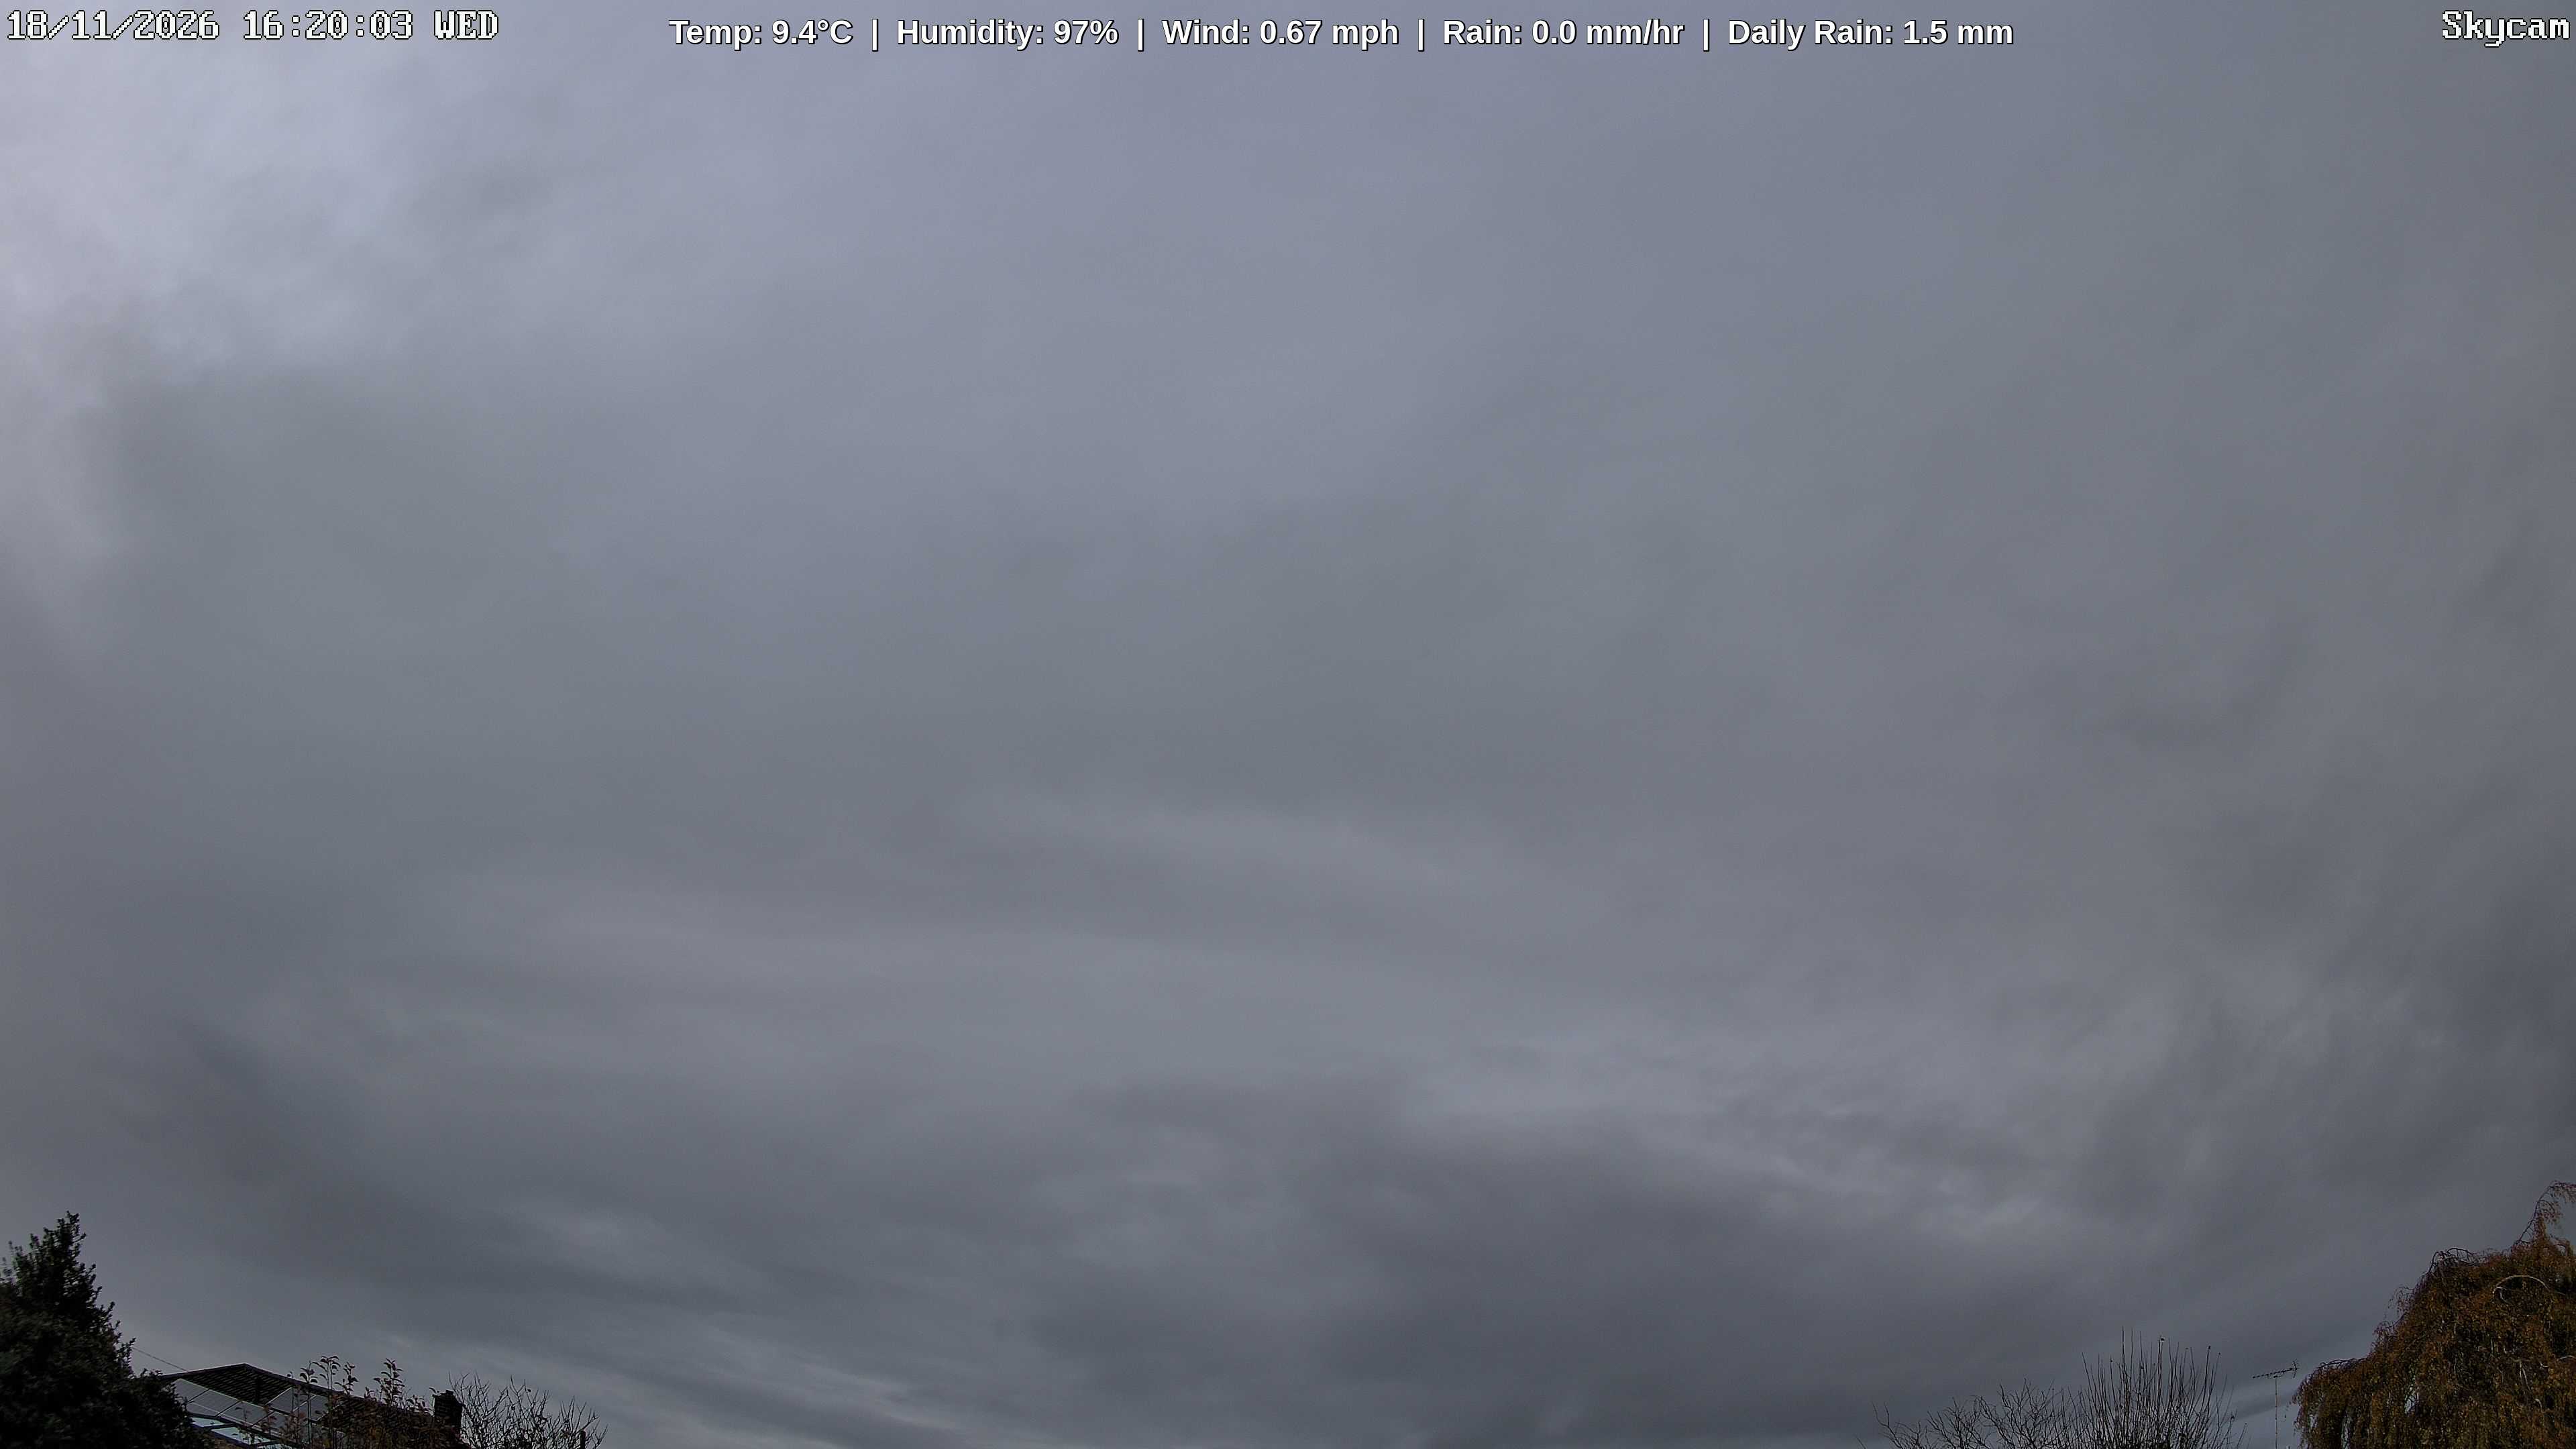 18/11/2026 16:20:03 WED
Temp: 9.4°C | Humidity: 97% | Wind: 0.67 mph | Rain: 0.0 mm/hr | Daily Rain: 1.5 mm
Skycam